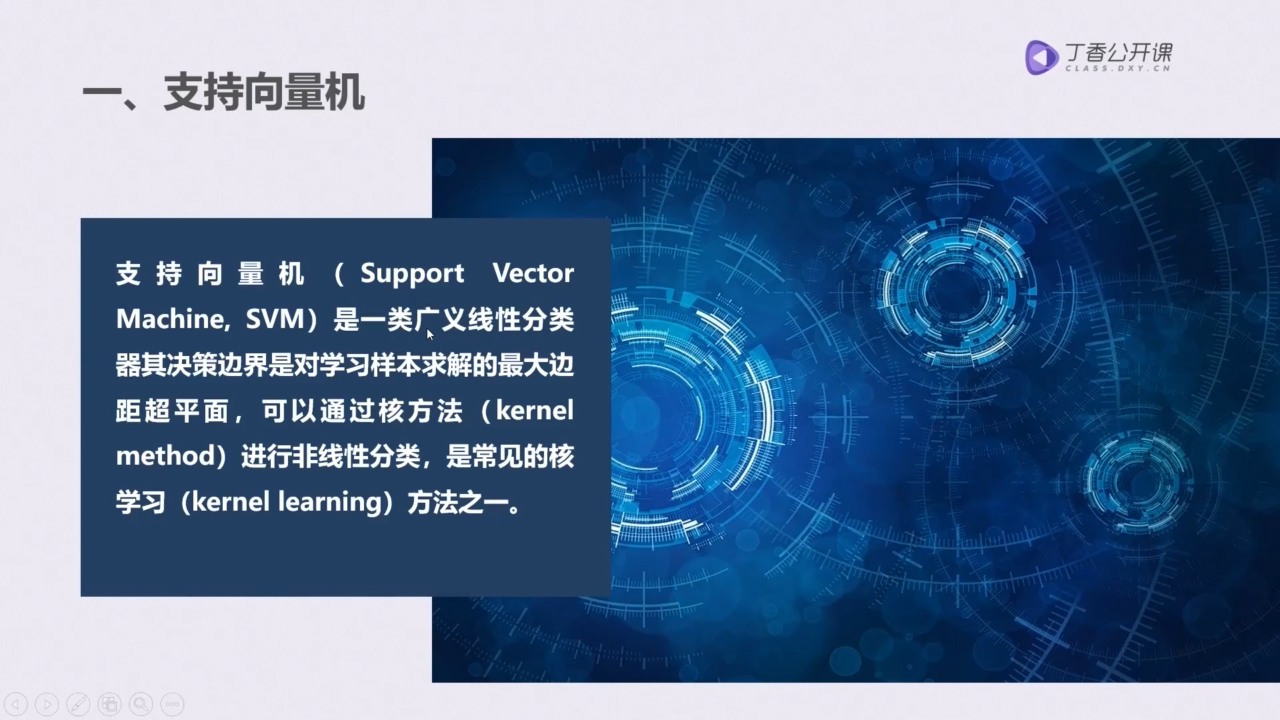 丁香公开课
CLASS.DXY.CN
一、支持向量机
支持向量机（Support Vector
Machine，SVM）是一类广义线性分类
器其决策边界是对学习样本求解的最大边
距超平面，可以通过核方法（kernel
method）进行非线性分类，是常见的核
学习（kernel learning）方法之一。